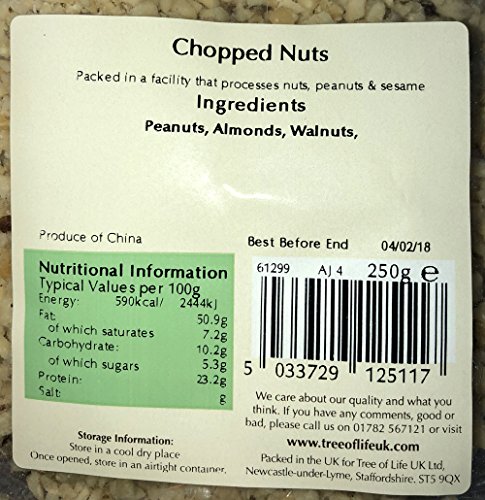 Chopped Nuts
Packed in a facility that processes nuts, peanuts & sesame
Ingredients
Peanuts, Almonds, Walnuts,
Produce of China
Nutritional Information
Typical Values per 100g
Energy: 590kcal/ 2444kJ
Fat: 50.9g
of which saturates 7.2g
Carbohydrate: 10.2g
of which sugars 5.3g
Protein: 23.2g
Salt: g
Storage Information:
Store in a cool dry place
Once opened, store in an airtight container.
Best Before End 04/02/18
61299 AJ 4 250g e
5 033729 125117
We care about our quality and what you
think. If you have any comments, good or
bad, please call us on 01782 567121 or visit
www.treeoflifeuk.com
Packed in the UK for Tree of Life UK Ltd,
Newcastle-under-Lyme, Staffordshire. ST5 9QX